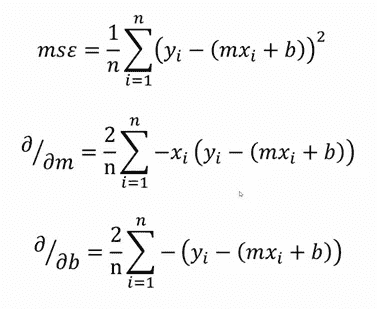 msε = 1/n ∑_{i=1}^{n} (y_i − (mx_i + b))^2
∂/∂m = 2/n ∑_{i=1}^{n} −x_i (y_i − (mx_i + b))
∂/∂b = 2/n ∑_{i=1}^{n} − (y_i − (mx_i + b))